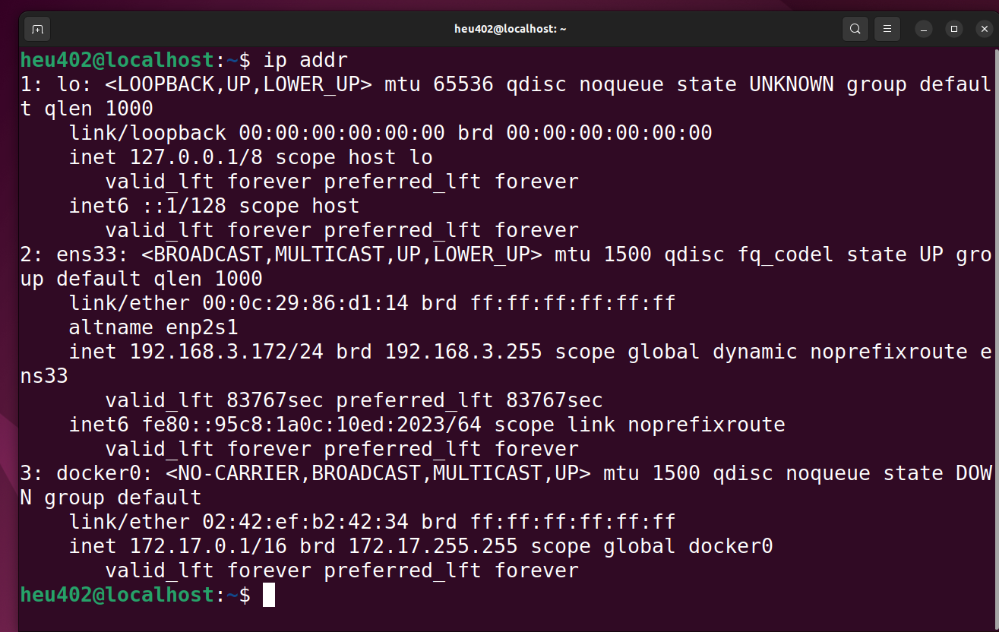 heu402@localhost: ~
heu402@localhost:~$ ip addr
1: lo: <LOOPBACK,UP,LOWER_UP> mtu 65536 qdisc noqueue state UNKNOWN group defaul
t qlen 1000
    link/loopback 00:00:00:00:00:00 brd 00:00:00:00:00:00
    inet 127.0.0.1/8 scope host lo
       valid_lft forever preferred_lft forever
    inet6 ::1/128 scope host
       valid_lft forever preferred_lft forever
2: ens33: <BROADCAST,MULTICAST,UP,LOWER_UP> mtu 1500 qdisc fq_codel state UP gro
up default qlen 1000
    link/ether 00:0c:29:86:d1:14 brd ff:ff:ff:ff:ff:ff
    altname enp2s1
    inet 192.168.3.172/24 brd 192.168.3.255 scope global dynamic noprefixroute e
ns33
       valid_lft 83767sec preferred_lft 83767sec
    inet6 fe80::95c8:1a0c:10ed:2023/64 scope link noprefixroute
       valid_lft forever preferred_lft forever
3: docker0: <NO-CARRIER,BROADCAST,MULTICAST,UP> mtu 1500 qdisc noqueue state DOW
N group default
    link/ether 02:42:ef:b2:42:34 brd ff:ff:ff:ff:ff:ff
    inet 172.17.0.1/16 brd 172.17.255.255 scope global docker0
       valid_lft forever preferred_lft forever
heu402@localhost:~$